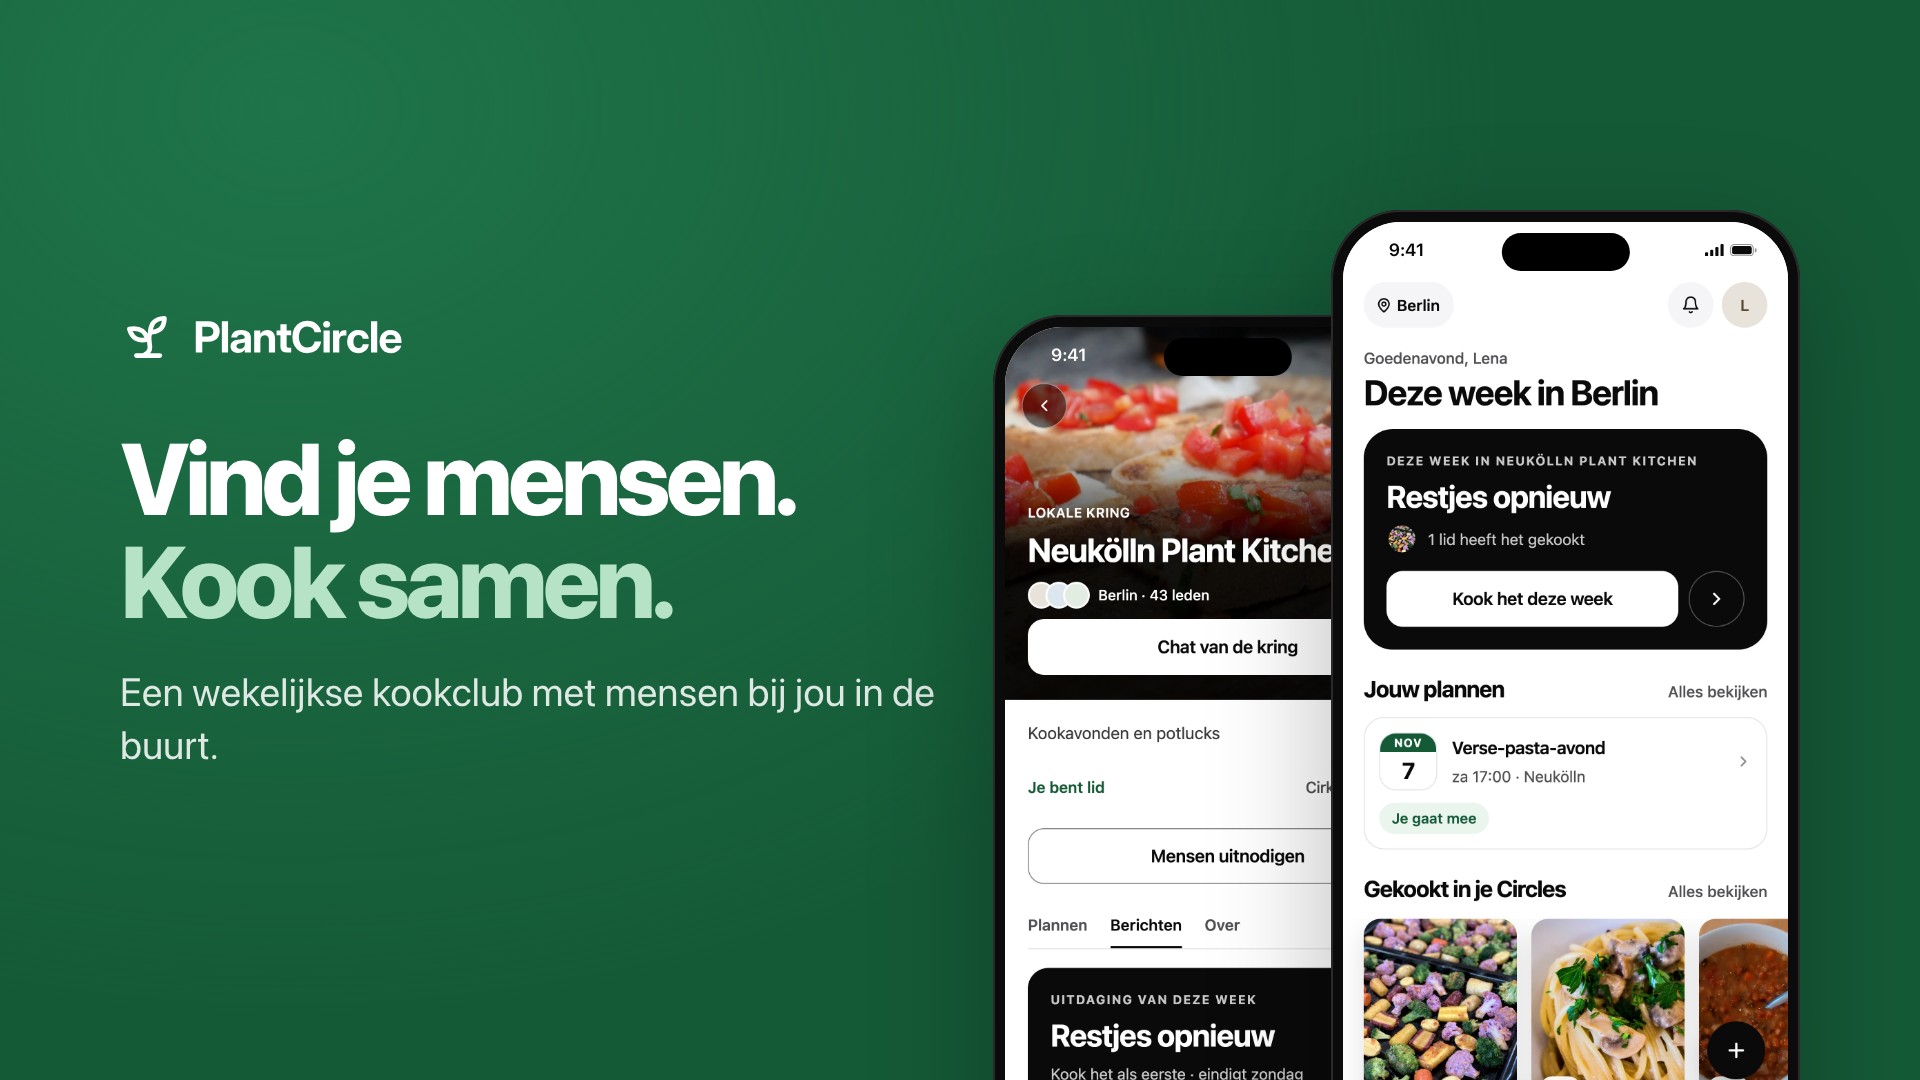 PlantCircle
Vind je mensen.
Kook samen.
Een wekelijkse kookclub met mensen bij jou in de
buurt.
9:41
LOKALE KRING
Neukölln Plant Kitche
Berlin · 43 leden
Chat van de kring
Kookavonden en potlucks
Je bent lid
Cirk
Mensen uitnodigen
Plannen Berichten Over
UITDAGING VAN DEZE WEEK
Restjes opnieuw
Kook het als eerste · eindigt zondag
9:41
Berlin
L
Goedenavond, Lena
Deze week in Berlin
DEZE WEEK IN NEUKÖLLN PLANT KITCHEN
Restjes opnieuw
1 lid heeft het gekookt
Kook het deze week
Jouw plannen Alles bekijken
NOV
7
Verse-pasta-avond
za 17:00 · Neukölln
Je gaat mee
Gekookt in je Circles Alles bekijken